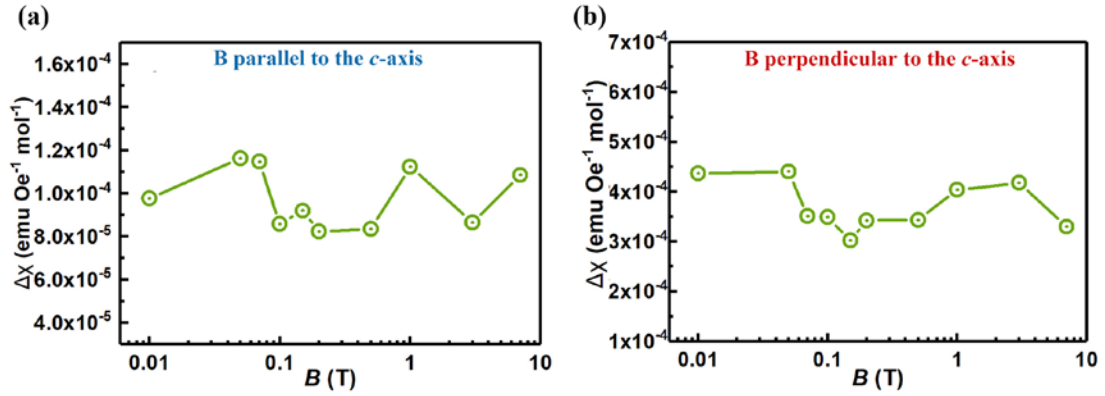 (a)
B parallel to the c-axis
Δχ (emu Oe⁻¹ mol⁻¹)
1.6x10⁻⁴
1.4x10⁻⁴
1.2x10⁻⁴
1.0x10⁻⁴
8.0x10⁻⁵
6.0x10⁻⁵
4.0x10⁻⁵
0.01 0.1 1 10
B (T)
(b)
B perpendicular to the c-axis
Δχ (emu Oe⁻¹ mol⁻¹)
7x10⁻⁴
6x10⁻⁴
5x10⁻⁴
4x10⁻⁴
3x10⁻⁴
2x10⁻⁴
1x10⁻⁴
0.01 0.1 1 10
B (T)